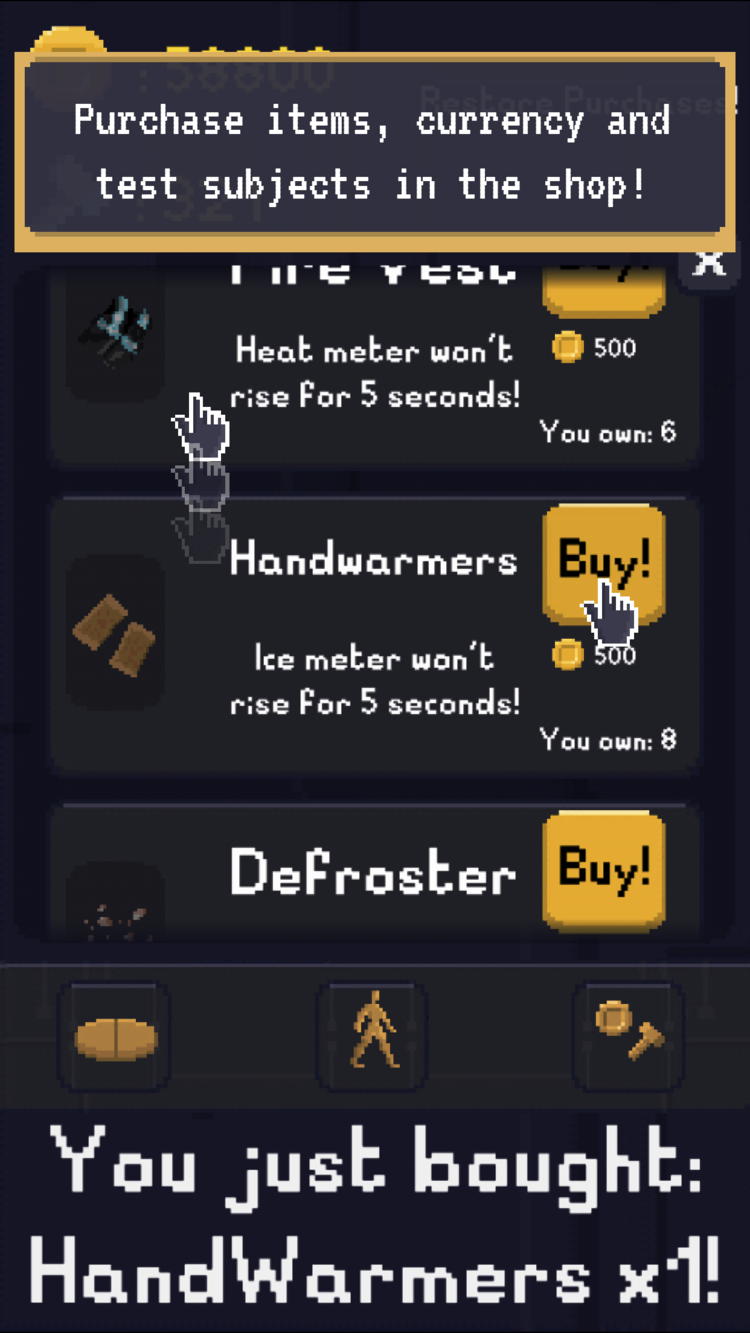 : 58800
Restore Purchases!
Purchase items, currency and
test subjects in the shop!
: 321
X
Fire Vest
Buy!
Heat meter won't
rise for 5 seconds!
500
You own: 6
Handwarmers
Buy!
Ice meter won't
rise for 5 seconds!
500
You own: 8
Defroster
Buy!
You just bought:
HandWarmers x1!